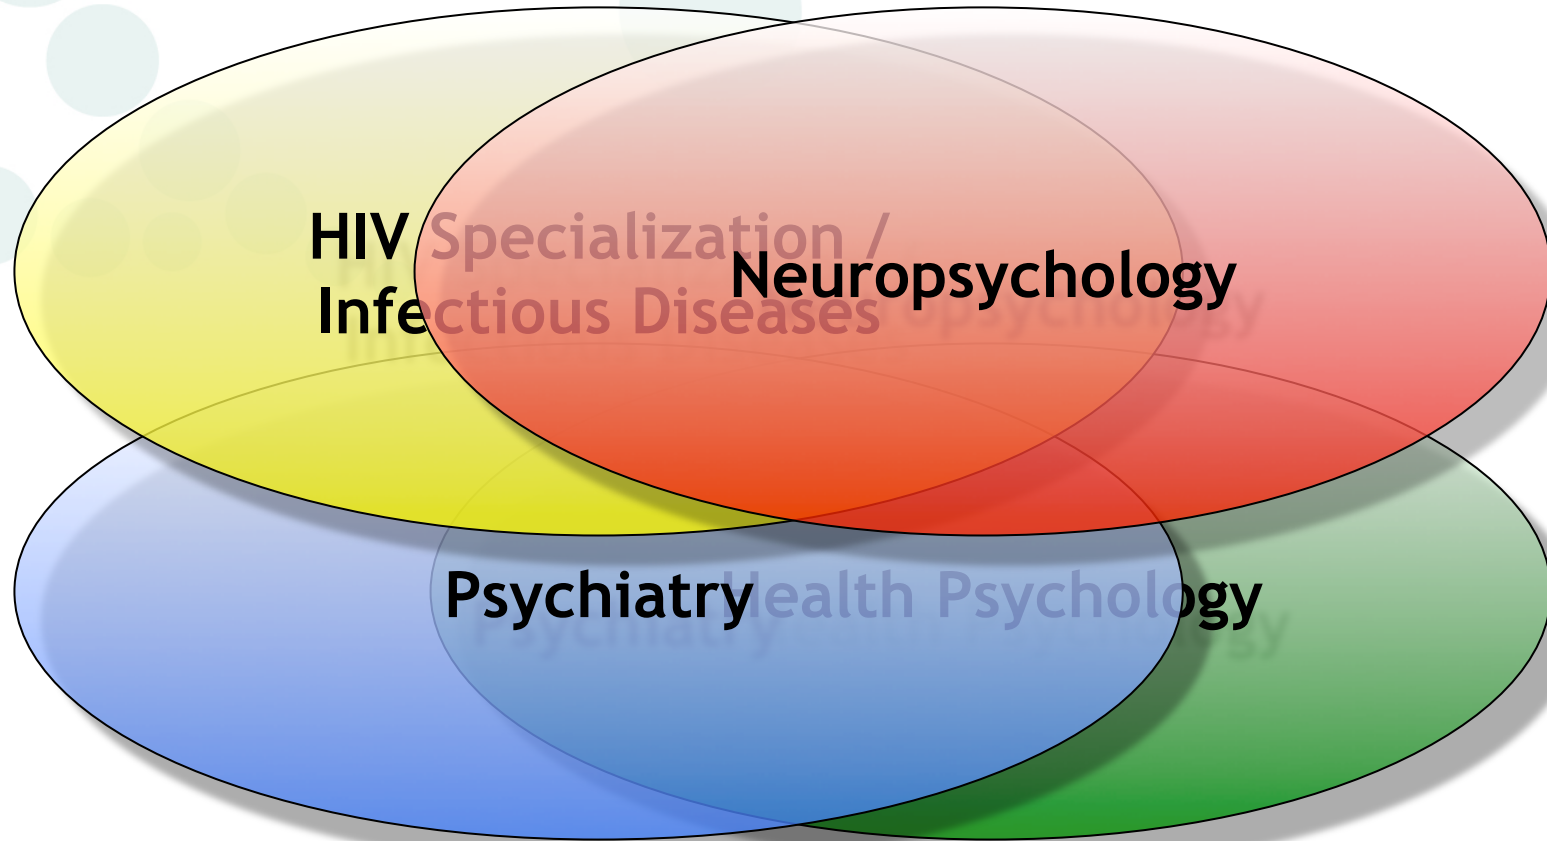 HIV Specialization /
Infectious Diseases
Neuropsychology
Psychiatry
Health Psychology